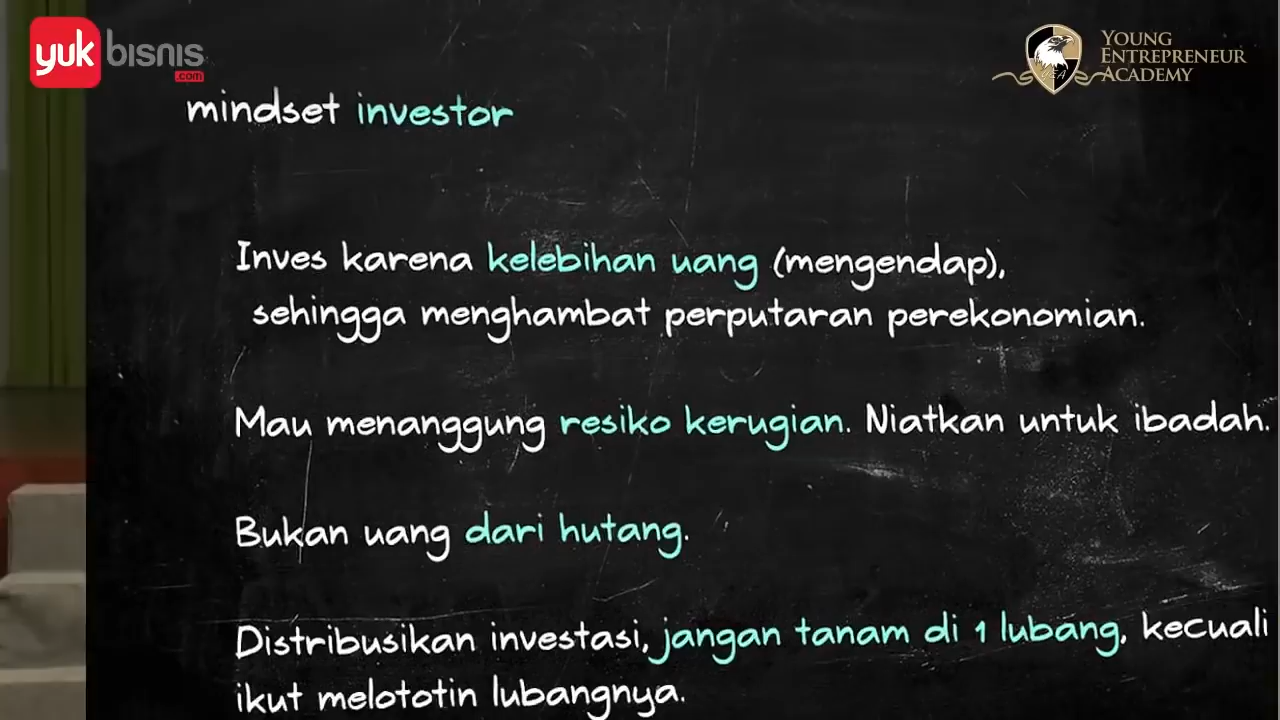 yuk bisnis
.com
YOUNG
ENTREPRENEUR
ACADEMY
YEA
mindset investor
Inves karena kelebihan uang (mengendap),
sehingga menghambat perputaran perekonomian.
Mau menanggung resiko kerugian. Niatkan untuk ibadah.
Bukan uang dari hutang.
Distribusikan investasi, jangan tanam di 1 lubang, kecuali
ikut melototin lubangnya.